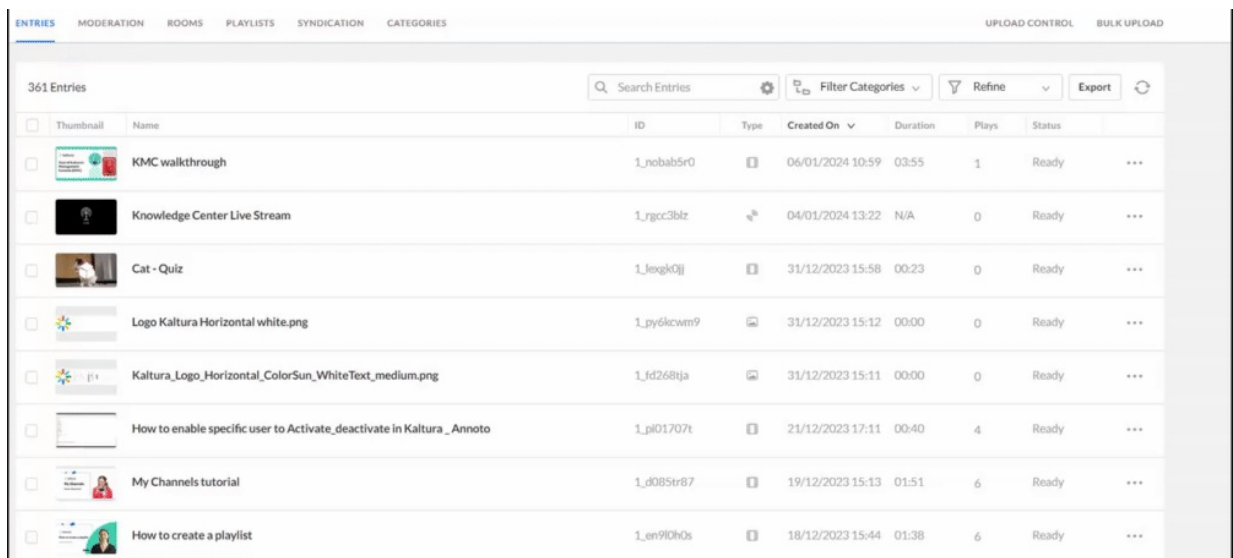 ENTRIES MODERATION ROOMS PLAYLISTS SYNDICATION CATEGORIES UPLOAD CONTROL BULK UPLOAD
361 Entries Search Entries Filter Categories Refine Export
Thumbnail Name ID Type Created On Duration Plays Status
KMC walkthrough 1_nobab5r0 06/01/2024 10:59 03:55 1 Ready
Knowledge Center Live Stream 1_rgcc3blz 04/01/2024 13:22 N/A 0 Ready
Cat - Quiz 1_lexgk0jj 31/12/2023 15:58 00:23 0 Ready
Logo Kaltura Horizontal white.png 1_py6kcwm9 31/12/2023 15:12 00:00 0 Ready
Kaltura_Logo_Horizontal_ColorSun_WhiteText_medium.png 1_fd268tja 31/12/2023 15:11 00:00 0 Ready
How to enable specific user to Activate_deactivate in Kaltura _ Annoto 1_pi01707t 21/12/2023 17:11 00:40 4 Ready
My Channels tutorial 1_d085tr87 19/12/2023 15:13 01:51 6 Ready
How to create a playlist 1_en9l0h0s 18/12/2023 15:44 01:38 6 Ready